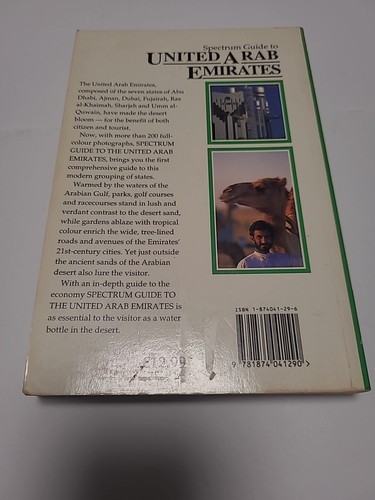 Spectrum Guide to
UNITED ARAB
EMIRATES
The United Arab Emirates,
composed of the seven states of Abu
Dhabi, Ajman, Dubai, Fujairah, Ras
al-Khaimah, Sharjah and Umm al-
Quwain, have made the desert
bloom — for the benefit of both
citizen and tourist.
Now, with more than 200 full-
colour photographs, SPECTRUM
GUIDE TO THE UNITED ARAB
EMIRATES, brings you the first
comprehensive guide to this
modern grouping of states.
Warmed by the waters of the
Arabian Gulf, parks, golf courses
and racecourses stand in lush and
verdant contrast to the desert sand,
while gardens ablaze with tropical
colour enrich the wide, tree-lined
roads and avenues of the Emirates'
21st-century cities. Yet just outside
the ancient sands of the Arabian
desert also lure the visitor.
With an in-depth guide to the
economy SPECTRUM GUIDE TO
THE UNITED ARAB EMIRATES is
as essential to the visitor as a water
bottle in the desert.
£12.99
ISBN 1-874041-29-6
9 781874 041290 >